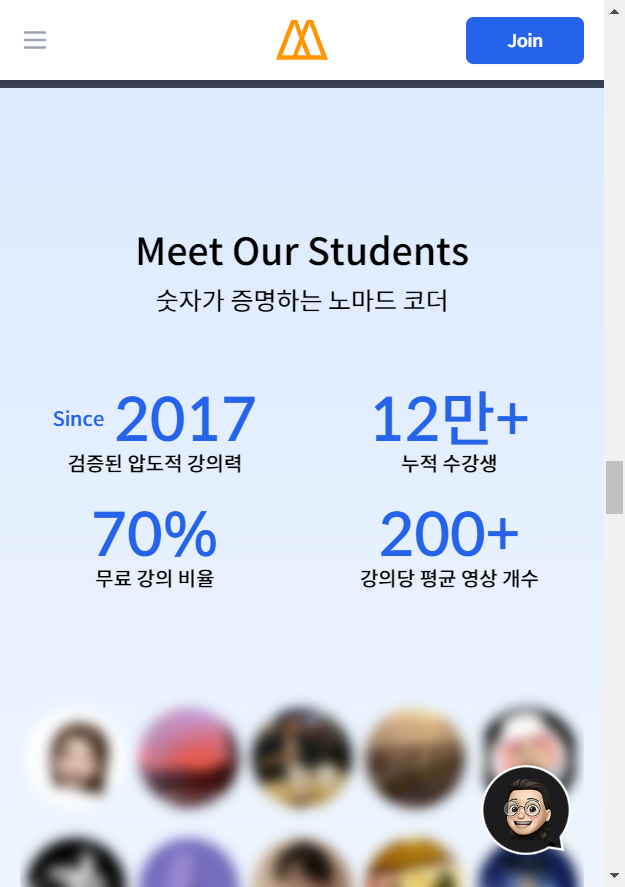 Join
Meet Our Students
숫자가 증명하는 노마드 코더
Since 2017
검증된 압도적 강의력
12만+
누적 수강생
70%
무료 강의 비율
200+
강의당 평균 영상 개수